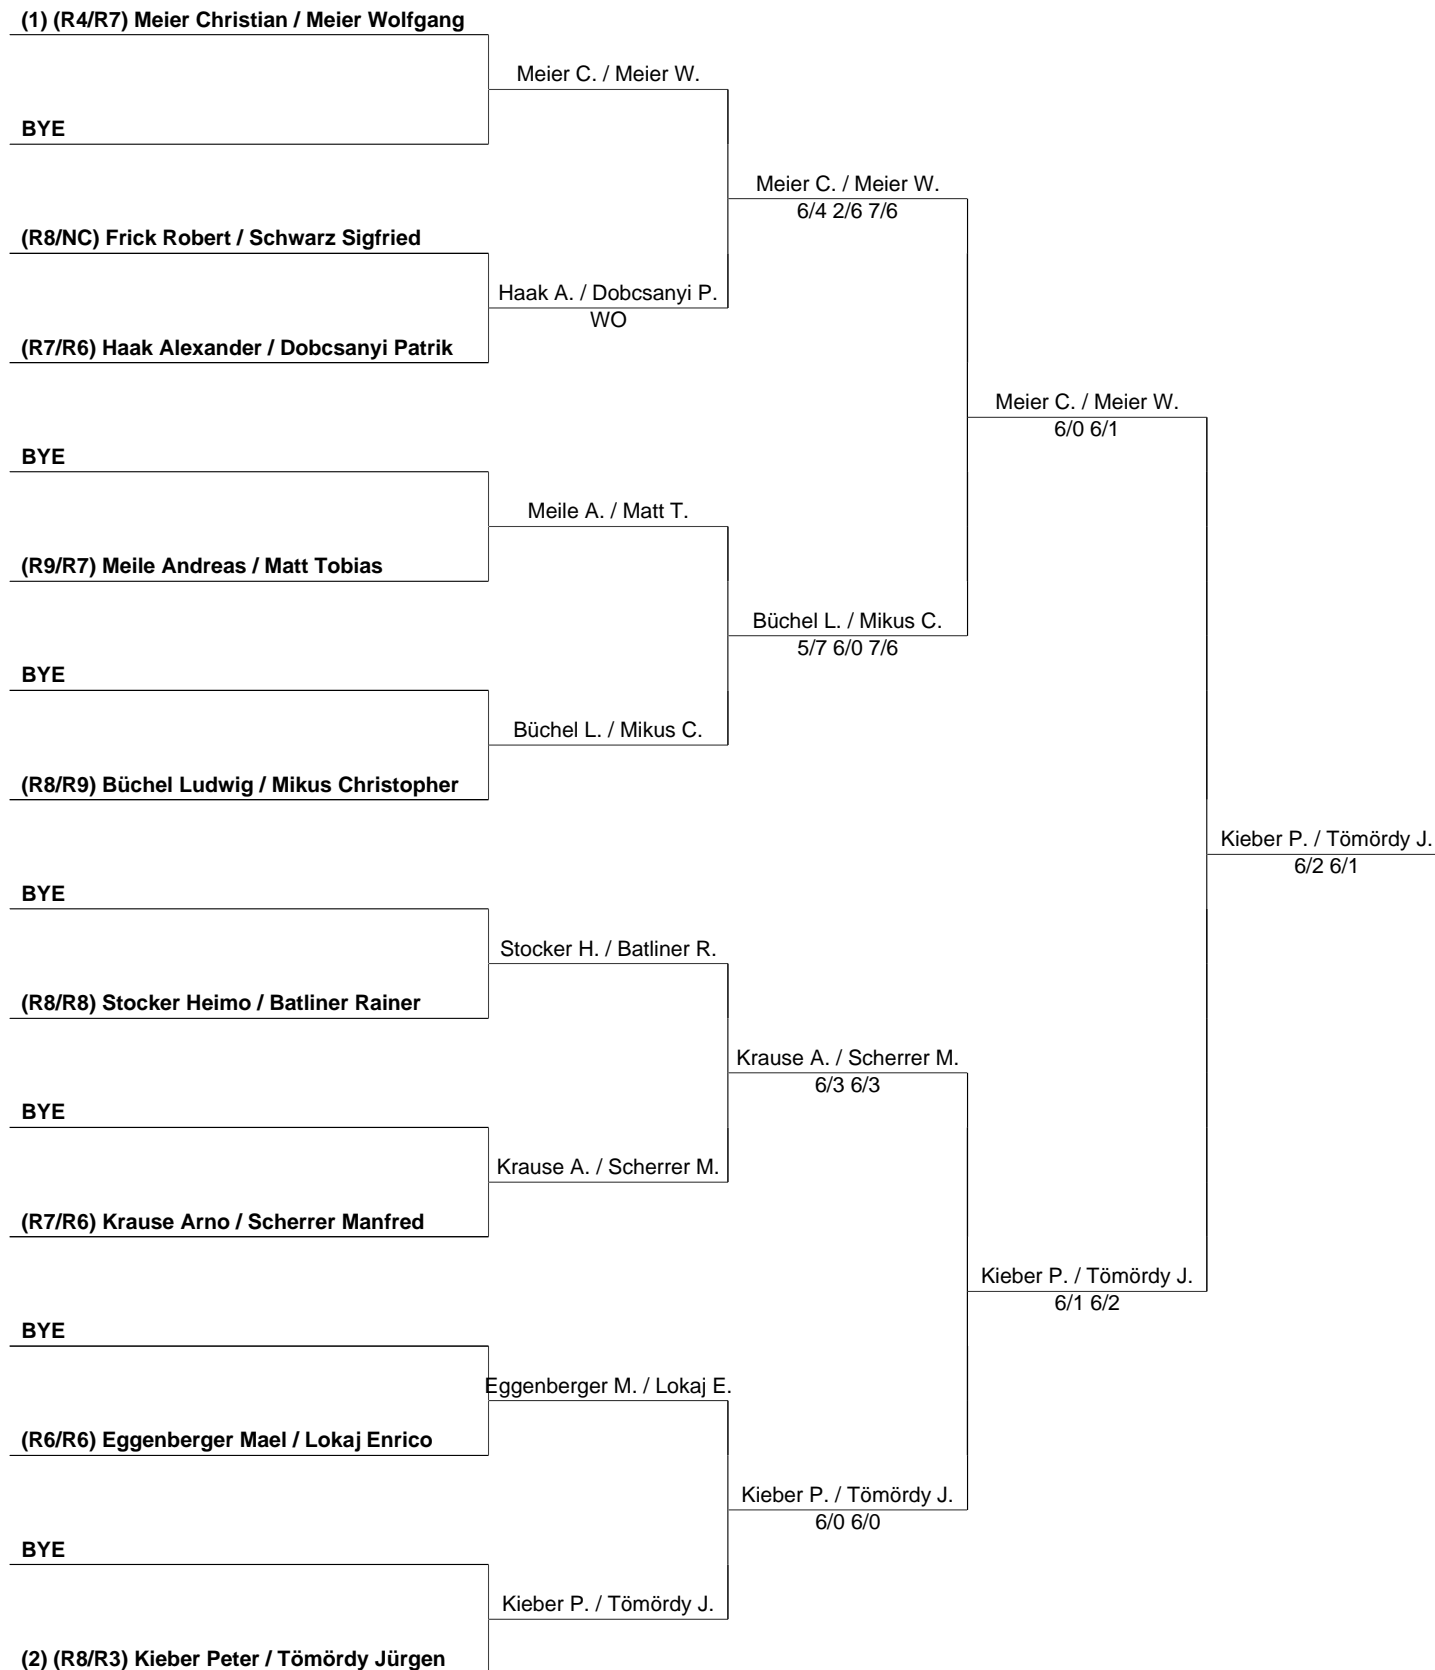 (1) (R4/R7) Meier Christian / Meier Wolfgang
Meier C. / Meier W.
BYE
Meier C. / Meier W.
6/4 2/6 7/6
(R8/NC) Frick Robert / Schwarz Sigfried
Haak A. / Dobcsanyi P.
WO
(R7/R6) Haak Alexander / Dobcsanyi Patrik
Meier C. / Meier W.
6/0 6/1
BYE
Meile A. / Matt T.
(R9/R7) Meile Andreas / Matt Tobias
Büchel L. / Mikus C.
5/7 6/0 7/6
BYE
Büchel L. / Mikus C.
(R8/R9) Büchel Ludwig / Mikus Christopher
Kieber P. / Tömördy J.
6/2 6/1
BYE
Stocker H. / Batliner R.
(R8/R8) Stocker Heimo / Batliner Rainer
Krause A. / Scherrer M.
6/3 6/3
BYE
Krause A. / Scherrer M.
(R7/R6) Krause Arno / Scherrer Manfred
Kieber P. / Tömördy J.
6/1 6/2
BYE
Eggenberger M. / Lokaj E.
(R6/R6) Eggenberger Mael / Lokaj Enrico
Kieber P. / Tömördy J.
6/0 6/0
BYE
Kieber P. / Tömördy J.
(2) (R8/R3) Kieber Peter / Tömördy Jürgen